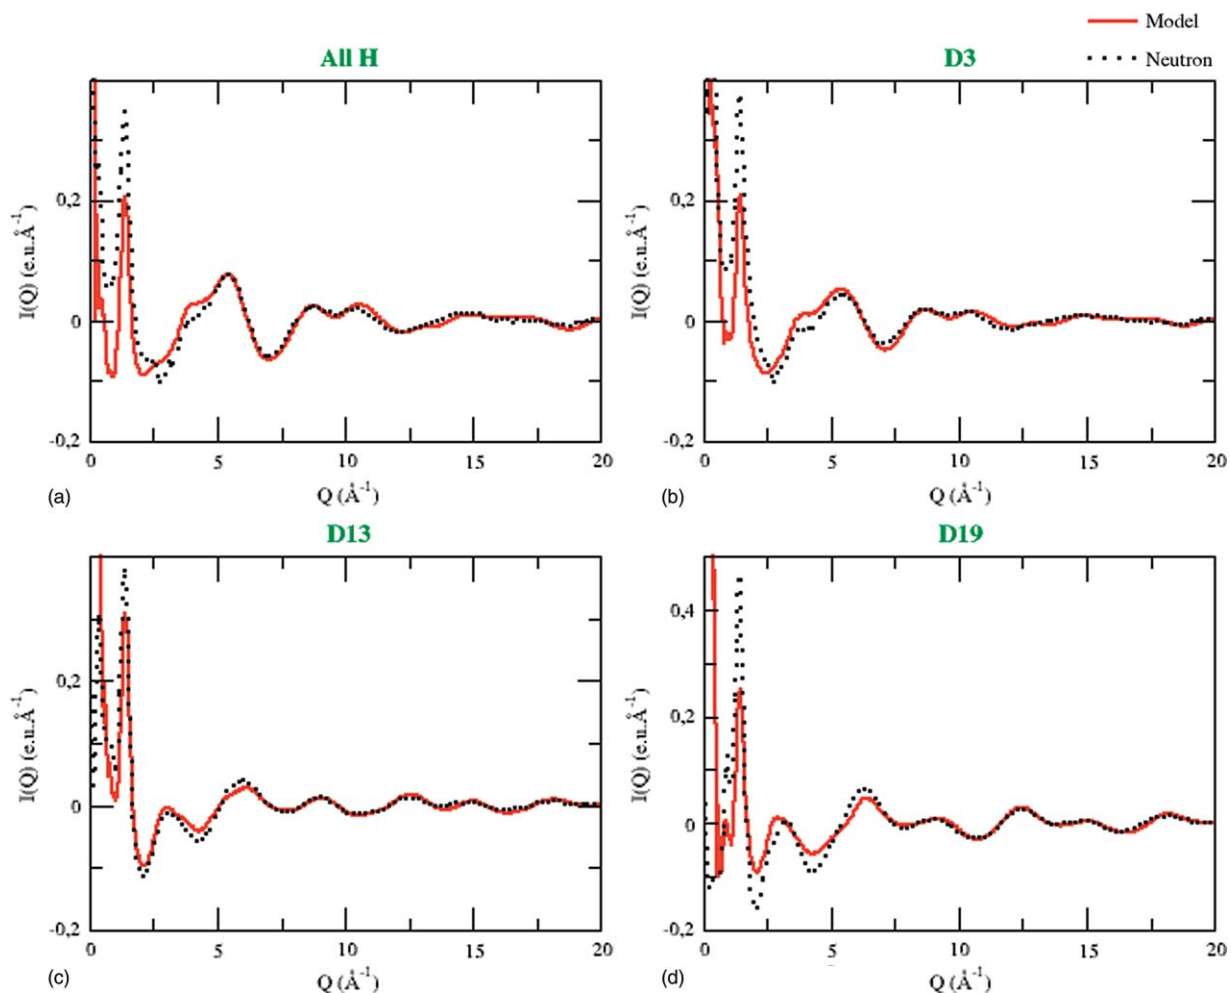 Model
Neutron
All H
D3
I(Q) (e.u.Å-1)
0,2
0
-0,2
0 5 10 15 20
Q (Å-1)
(a)
I(Q) (e.u.Å-1)
0,2
0
-0,2
0 5 10 15 20
Q (Å-1)
(b)
D13
D19
I(Q) (e.u.Å-1)
0,2
0
-0,2
0 5 10 15 20
Q (Å-1)
(c)
I(Q) (e.u.Å-1)
0,4
0,2
0
-0,2
0 5 10 15 20
Q (Å-1)
(d)